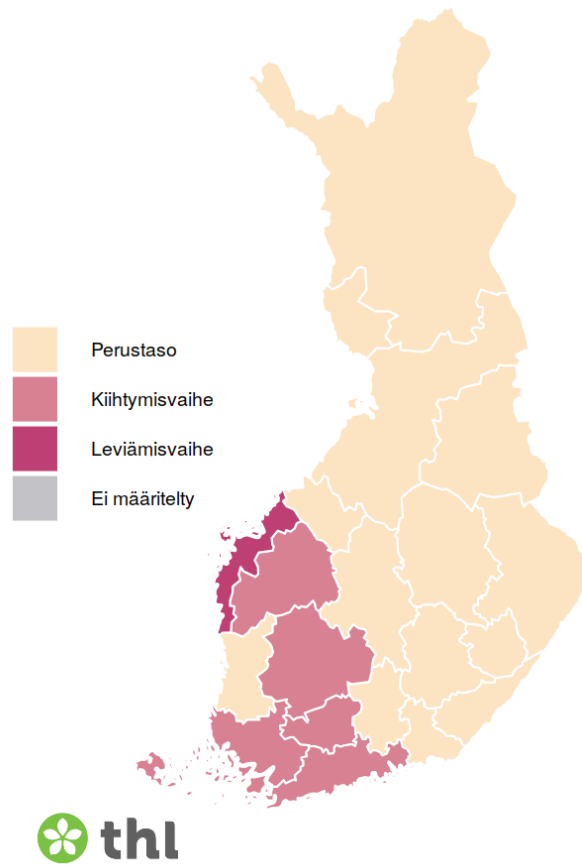 Perustaso
Kiihtymisvaihe
Leviämisvaihe
Ei määritelty
thl